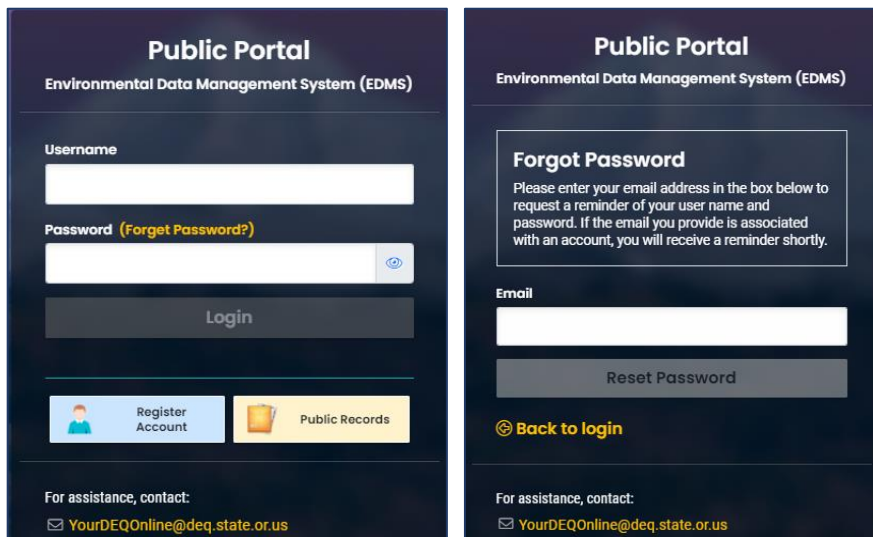 Public Portal
Environmental Data Management System (EDMS)
Username
Password (Forget Password?)
Login
Register
Account
Public Records
For assistance, contact:
YourDEQOnline@deq.state.or.us
Public Portal
Environmental Data Management System (EDMS)
Forgot Password
Please enter your email address in the box below to
request a reminder of your user name and
password. If the email you provide is associated
with an account, you will receive a reminder shortly.
Email
Reset Password
Back to login
For assistance, contact:
YourDEQOnline@deq.state.or.us